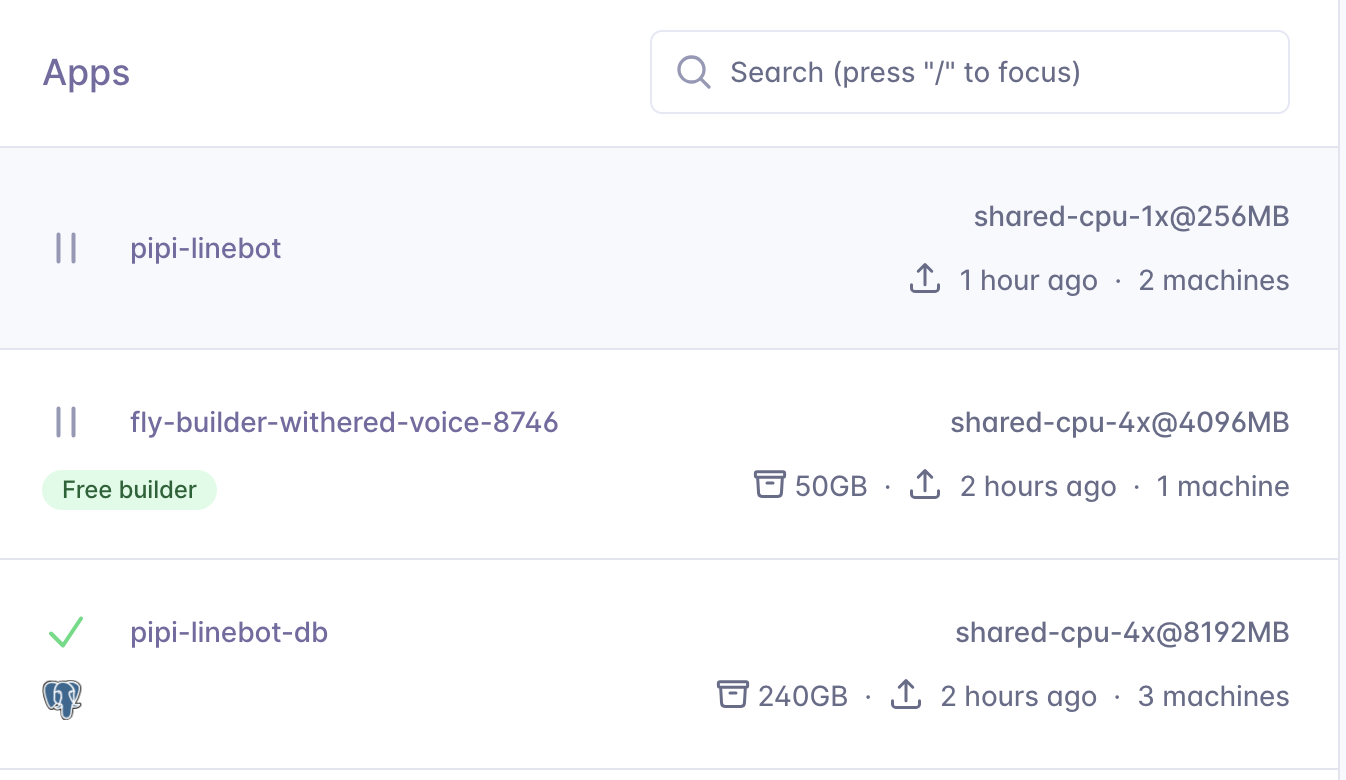 Apps
Search (press "/" to focus)
pipi-linebot
shared-cpu-1x@256MB
1 hour ago · 2 machines
fly-builder-withered-voice-8746
shared-cpu-4x@4096MB
Free builder
50GB · 2 hours ago · 1 machine
pipi-linebot-db
shared-cpu-4x@8192MB
240GB · 2 hours ago · 3 machines